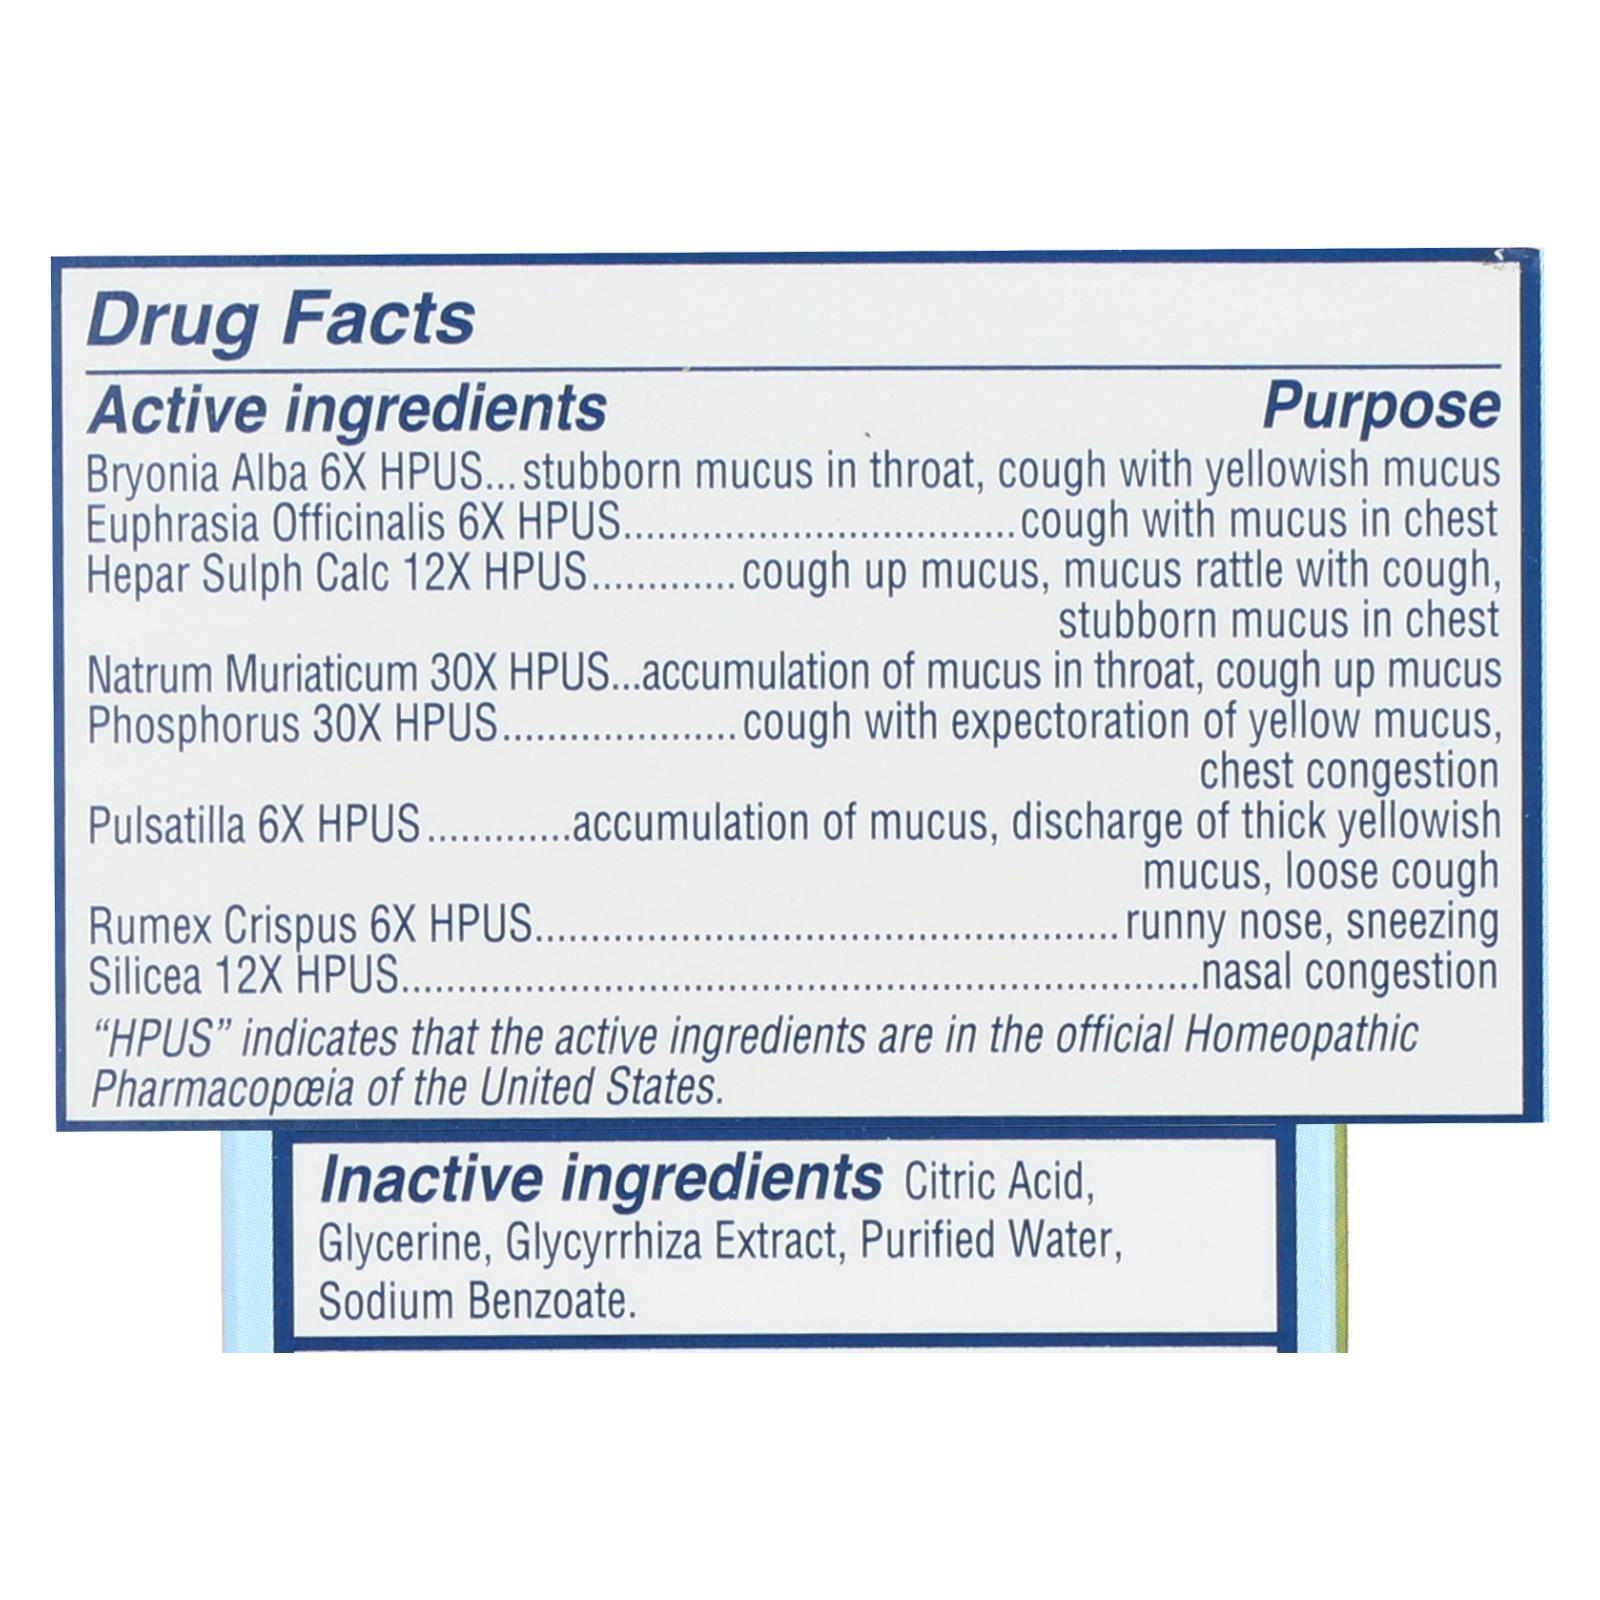 Drug Facts
Active ingredients Purpose
Bryonia Alba 6X HPUS...stubborn mucus in throat, cough with yellowish mucus
Euphrasia Officinalis 6X HPUS...................................cough with mucus in chest
Hepar Sulph Calc 12X HPUS.............cough up mucus, mucus rattle with cough,
stubborn mucus in chest
Natrum Muriaticum 30X HPUS...accumulation of mucus in throat, cough up mucus
Phosphorus 30X HPUS.....................cough with expectoration of yellow mucus,
chest congestion
Pulsatilla 6X HPUS.............accumulation of mucus, discharge of thick yellowish
mucus, loose cough
Rumex Crispus 6X HPUS....................................................runny nose, sneezing
Silicea 12X HPUS.......................................................................nasal congestion
“HPUS” indicates that the active ingredients are in the official Homeopathic
Pharmacopœia of the United States.
Inactive ingredients Citric Acid,
Glycerine, Glycyrrhiza Extract, Purified Water,
Sodium Benzoate.